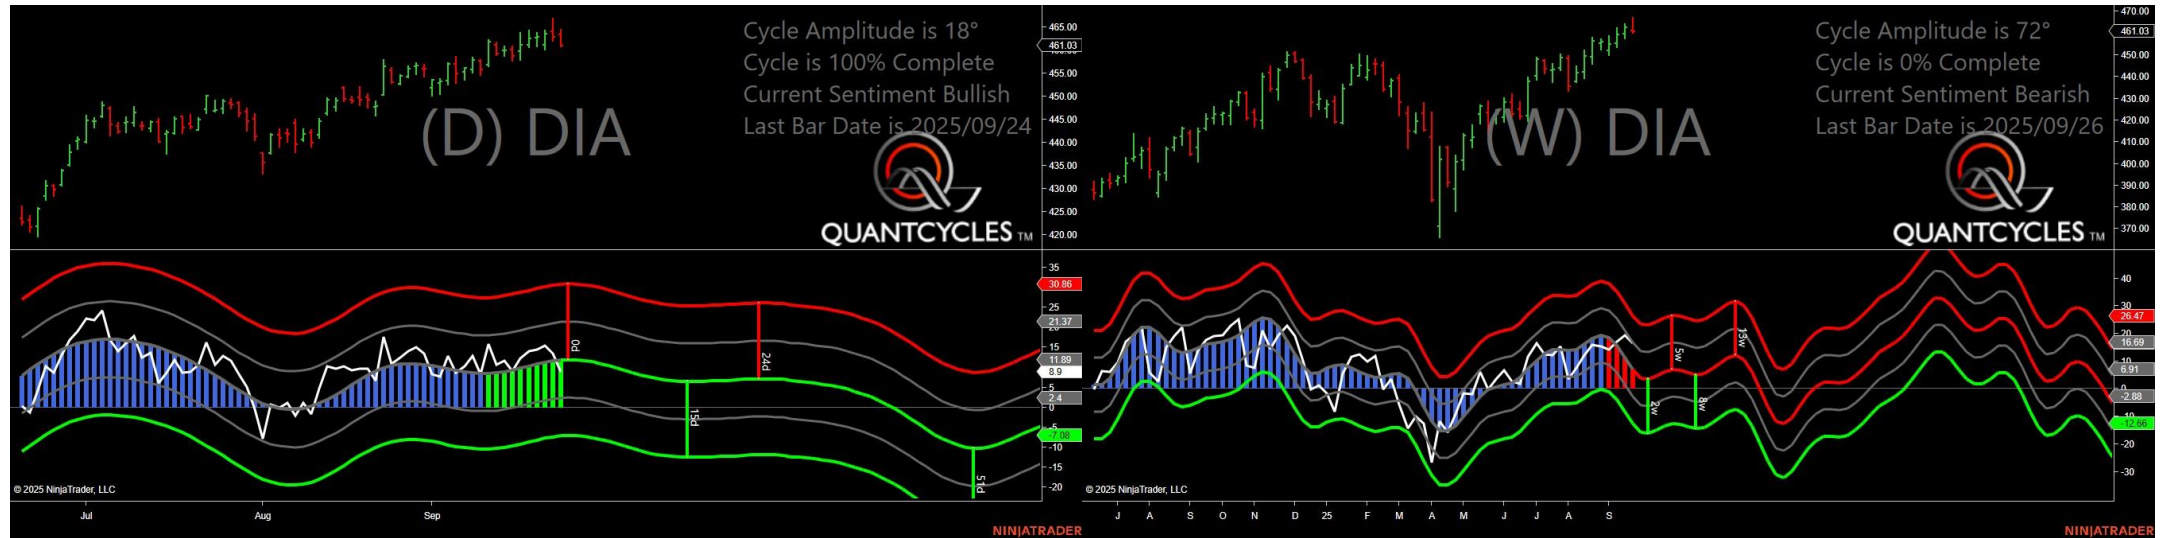 Cycle Amplitude is 18°
Cycle is 100% Complete
Current Sentiment Bullish
Last Bar Date is 2025/09/24
(D) DIA
QUANTCYCLES TM
465.00
461.03
455.00
450.00
445.00
440.00
435.00
430.00
425.00
420.00
35
30.86
25
21.37
15
11.89
8.9
5
2.4
0
-5
-7.08
-10
-15
-20
0d
24d
15d
51d
© 2025 NinjaTrader, LLC
Jul
Aug
Sep
NINJATRADER
Cycle Amplitude is 72°
Cycle is 0% Complete
Current Sentiment Bearish
Last Bar Date is 2025/09/26
(W) DIA
QUANTCYCLES TM
470.00
461.03
450.00
440.00
430.00
420.00
410.00
400.00
390.00
380.00
370.00
40
30
26.47
20
16.69
10
6.91
0
-2.88
-10
-12.66
-20
-30
5w
15w
2w
8w
© 2025 NinjaTrader, LLC
J A S O N D 25 F M A M J J A S
NINJATRADER